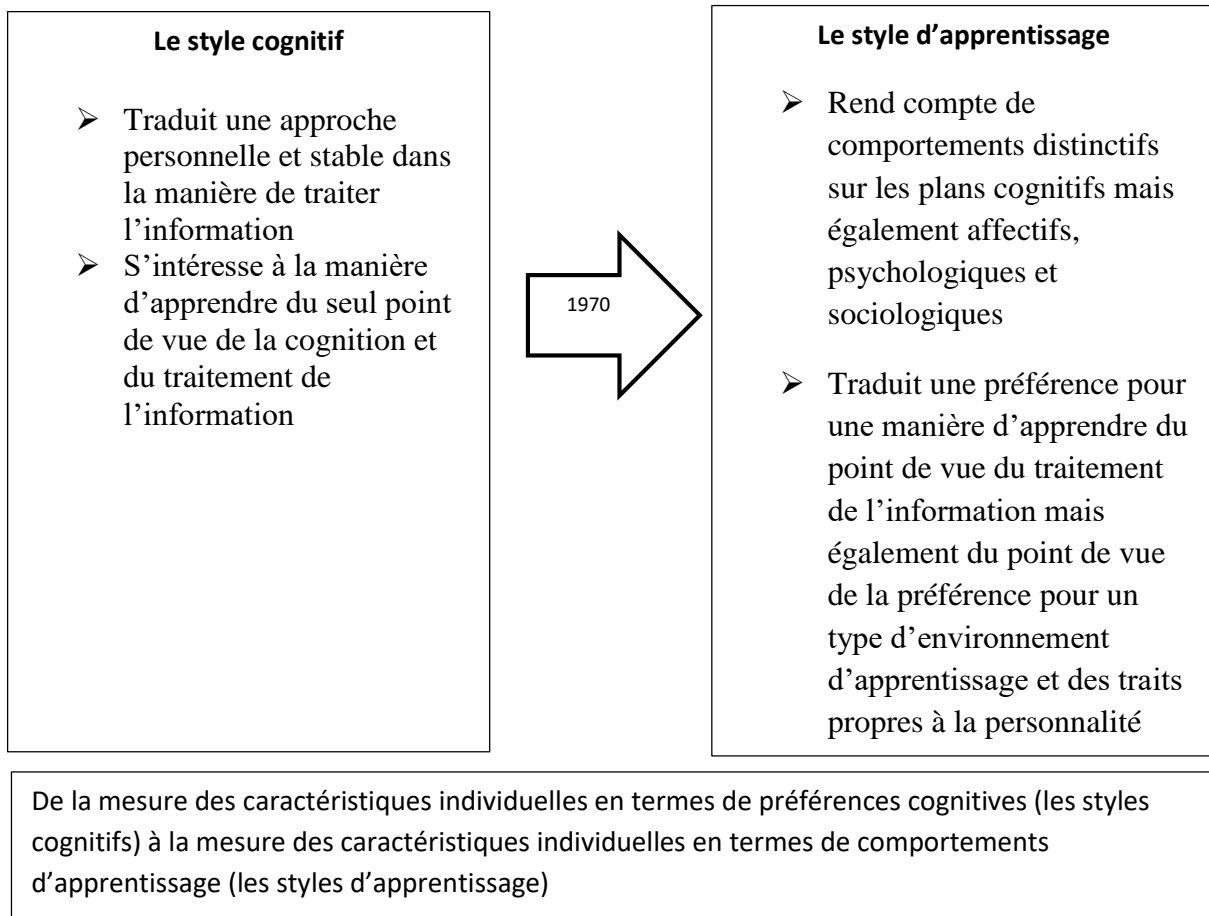 Le style cognitif
➢ Traduit une approche
personnelle et stable dans
la manière de traiter
l’information
➢ S’intéresse à la manière
d’apprendre du seul point
de vue de la cognition et
du traitement de
l’information
1970
Le style d’apprentissage
➢ Rend compte de
comportements distinctifs
sur les plans cognitifs mais
également affectifs,
psychologiques et
sociologiques
➢ Traduit une préférence pour
une manière d’apprendre du
point de vue du traitement
de l’information mais
également du point de vue
de la préférence pour un
type d’environnement
d’apprentissage et des traits
propres à la personnalité
De la mesure des caractéristiques individuelles en termes de préférences cognitives (les styles
cognitifs) à la mesure des caractéristiques individuelles en termes de comportements
d’apprentissage (les styles d’apprentissage)